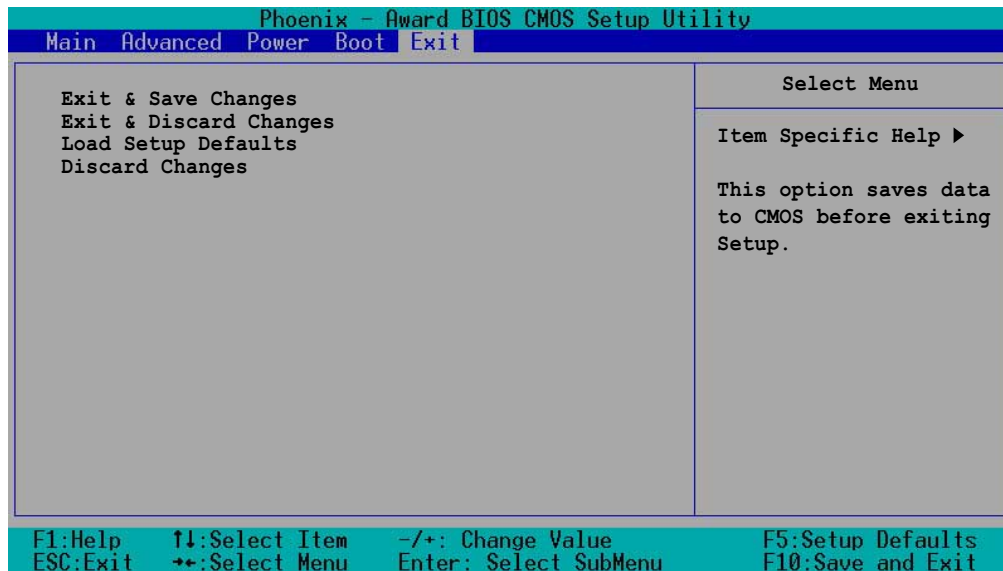 Phoenix - Award BIOS CMOS Setup Utility
Main Advanced Power Boot Exit
Exit & Save Changes
Exit & Discard Changes
Load Setup Defaults
Discard Changes
Select Menu
Item Specific Help ▶
This option saves data
to CMOS before exiting
Setup.
F1:Help ↑↓:Select Item -/+: Change Value F5:Setup Defaults
ESC:Exit →←:Select Menu Enter: Select SubMenu F10:Save and Exit